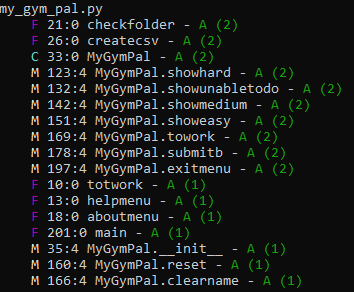 my_gym_pal.py
F 21:0 checkfolder - A (2)
F 26:0 createcsv - A (2)
C 33:0 MyGymPal - A (2)
M 123:4 MyGymPal.showhard - A (2)
M 132:4 MyGymPal.showunabletodo - A (2)
M 142:4 MyGymPal.showmedium - A (2)
M 151:4 MyGymPal.showeasy - A (2)
M 169:4 MyGymPal.towork - A (2)
M 178:4 MyGymPal.submitb - A (2)
M 197:4 MyGymPal.exitmenu - A (2)
F 10:0 totwork - A (1)
F 13:0 helpmenu - A (1)
F 18:0 aboutmenu - A (1)
F 201:0 main - A (1)
M 35:4 MyGymPal.__init__ - A (1)
M 160:4 MyGymPal.reset - A (1)
M 166:4 MyGymPal.clearname - A (1)